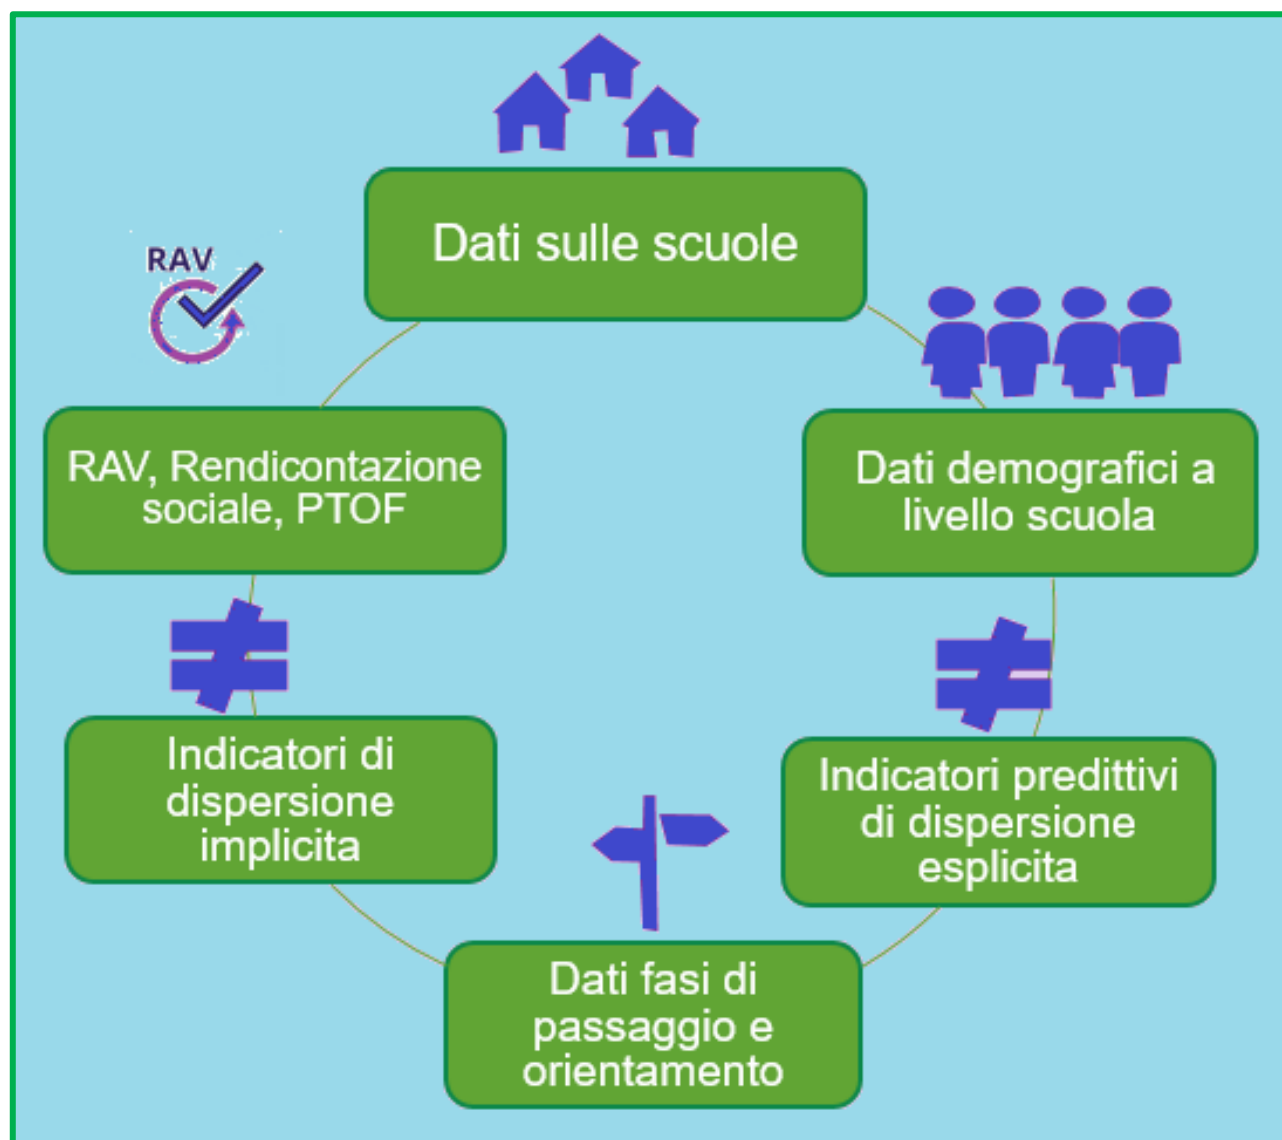 Dati sulle scuole
RAV
RAV, Rendicontazione
sociale, PTOF
Dati demografici a
livello scuola
Indicatori di
dispersione
implicita
Indicatori predittivi
di dispersione
esplicita
Dati fasi di
passaggio e
orientamento